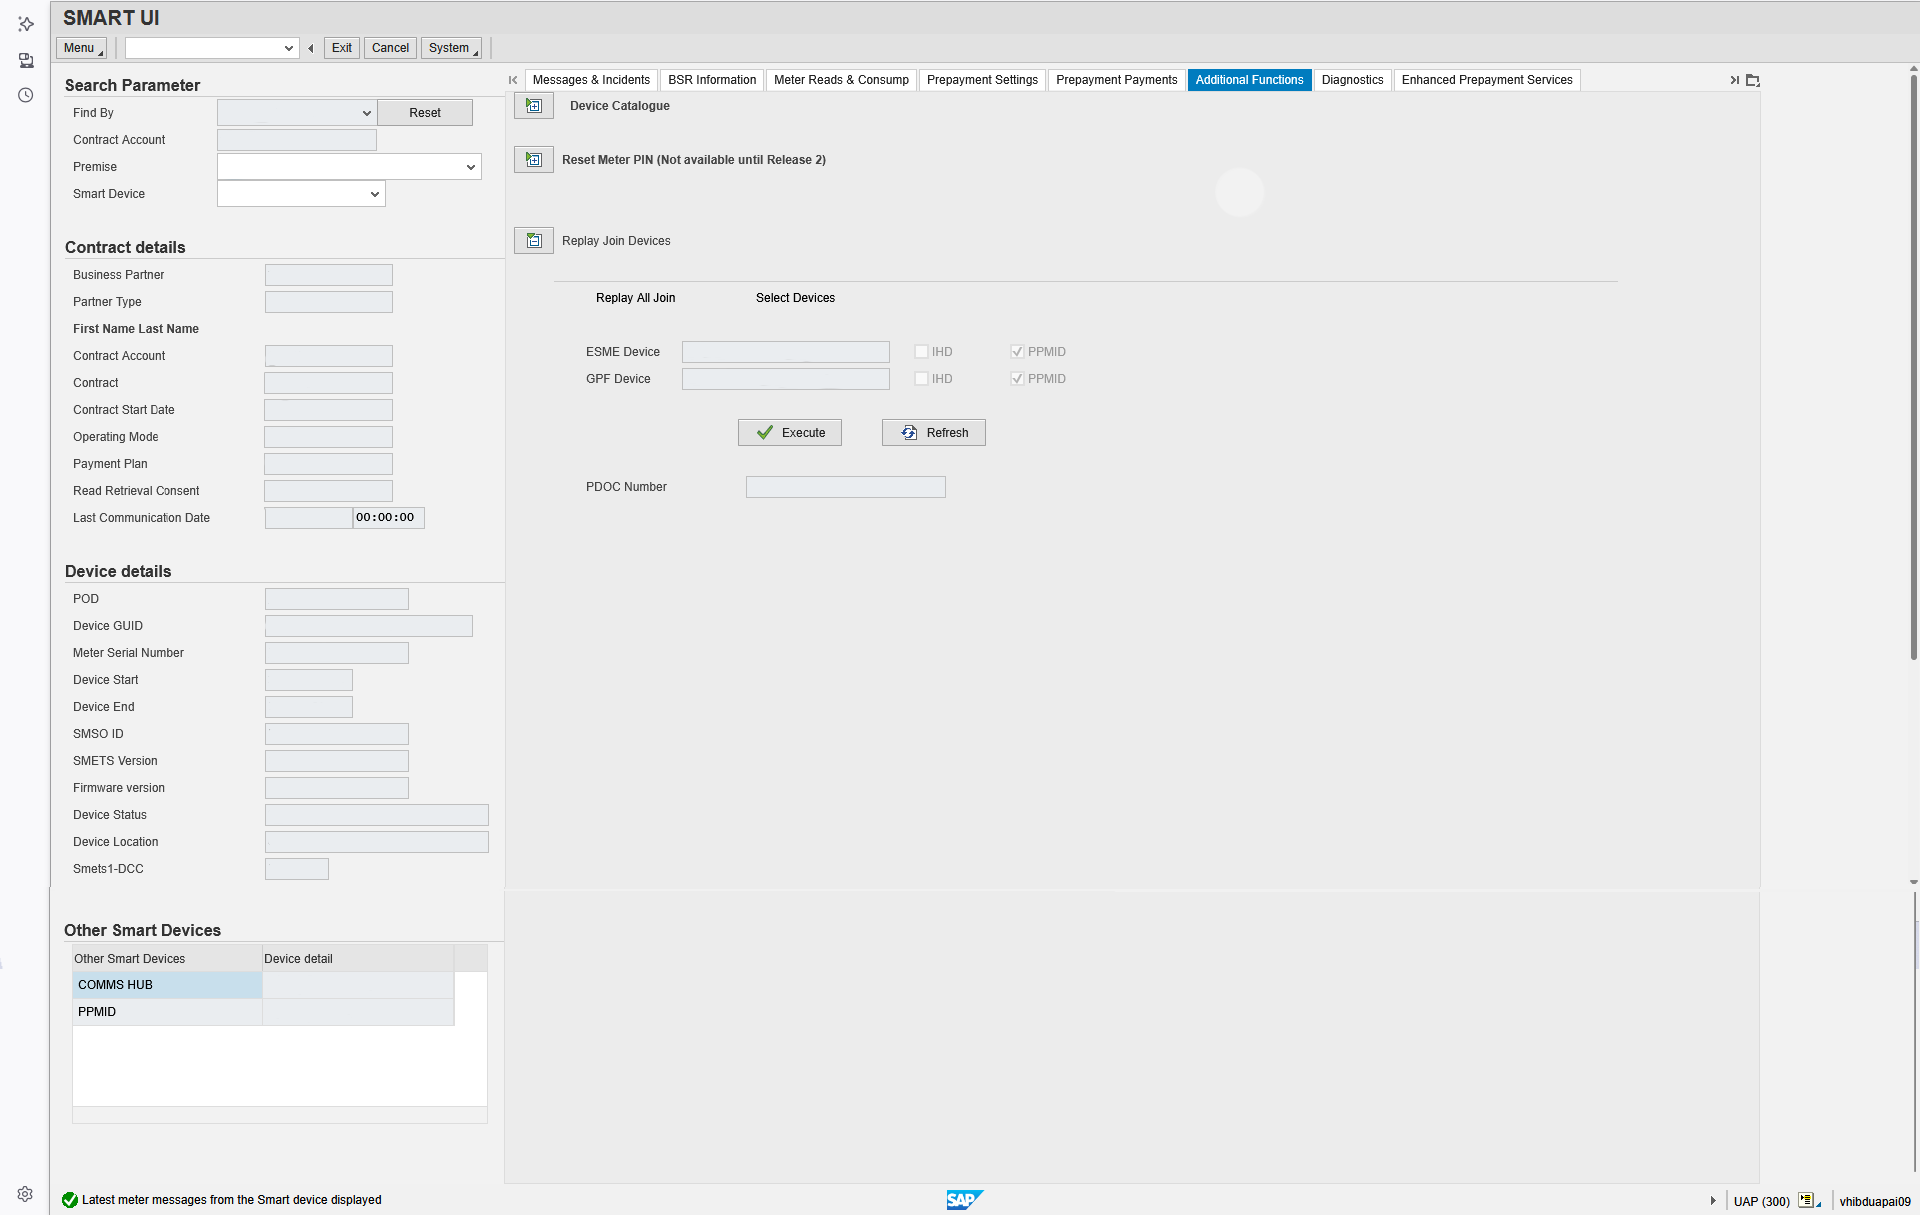 SMART UI
Menu
Exit
Cancel
System
Search Parameter
Find By
Reset
Contract Account
Premise
Smart Device
Contract details
Business Partner
Partner Type
First Name Last Name
Contract Account
Contract
Contract Start Date
Operating Mode
Payment Plan
Read Retrieval Consent
Last Communication Date
00:00:00
Device details
POD
Device GUID
Meter Serial Number
Device Start
Device End
SMSO ID
SMETS Version
Firmware version
Device Status
Device Location
Smets1-DCC
Other Smart Devices
Other Smart Devices
Device detail
COMMS HUB
PPMID
Messages & Incidents
BSR Information
Meter Reads & Consump
Prepayment Settings
Prepayment Payments
Additional Functions
Diagnostics
Enhanced Prepayment Services
Device Catalogue
Reset Meter PIN (Not available until Release 2)
Replay Join Devices
Replay All Join
Select Devices
ESME Device
IHD
PPMID
GPF Device
IHD
PPMID
Execute
Refresh
PDOC Number
Latest meter messages from the Smart device displayed
SAP
UAP (300)
vhibduapai09